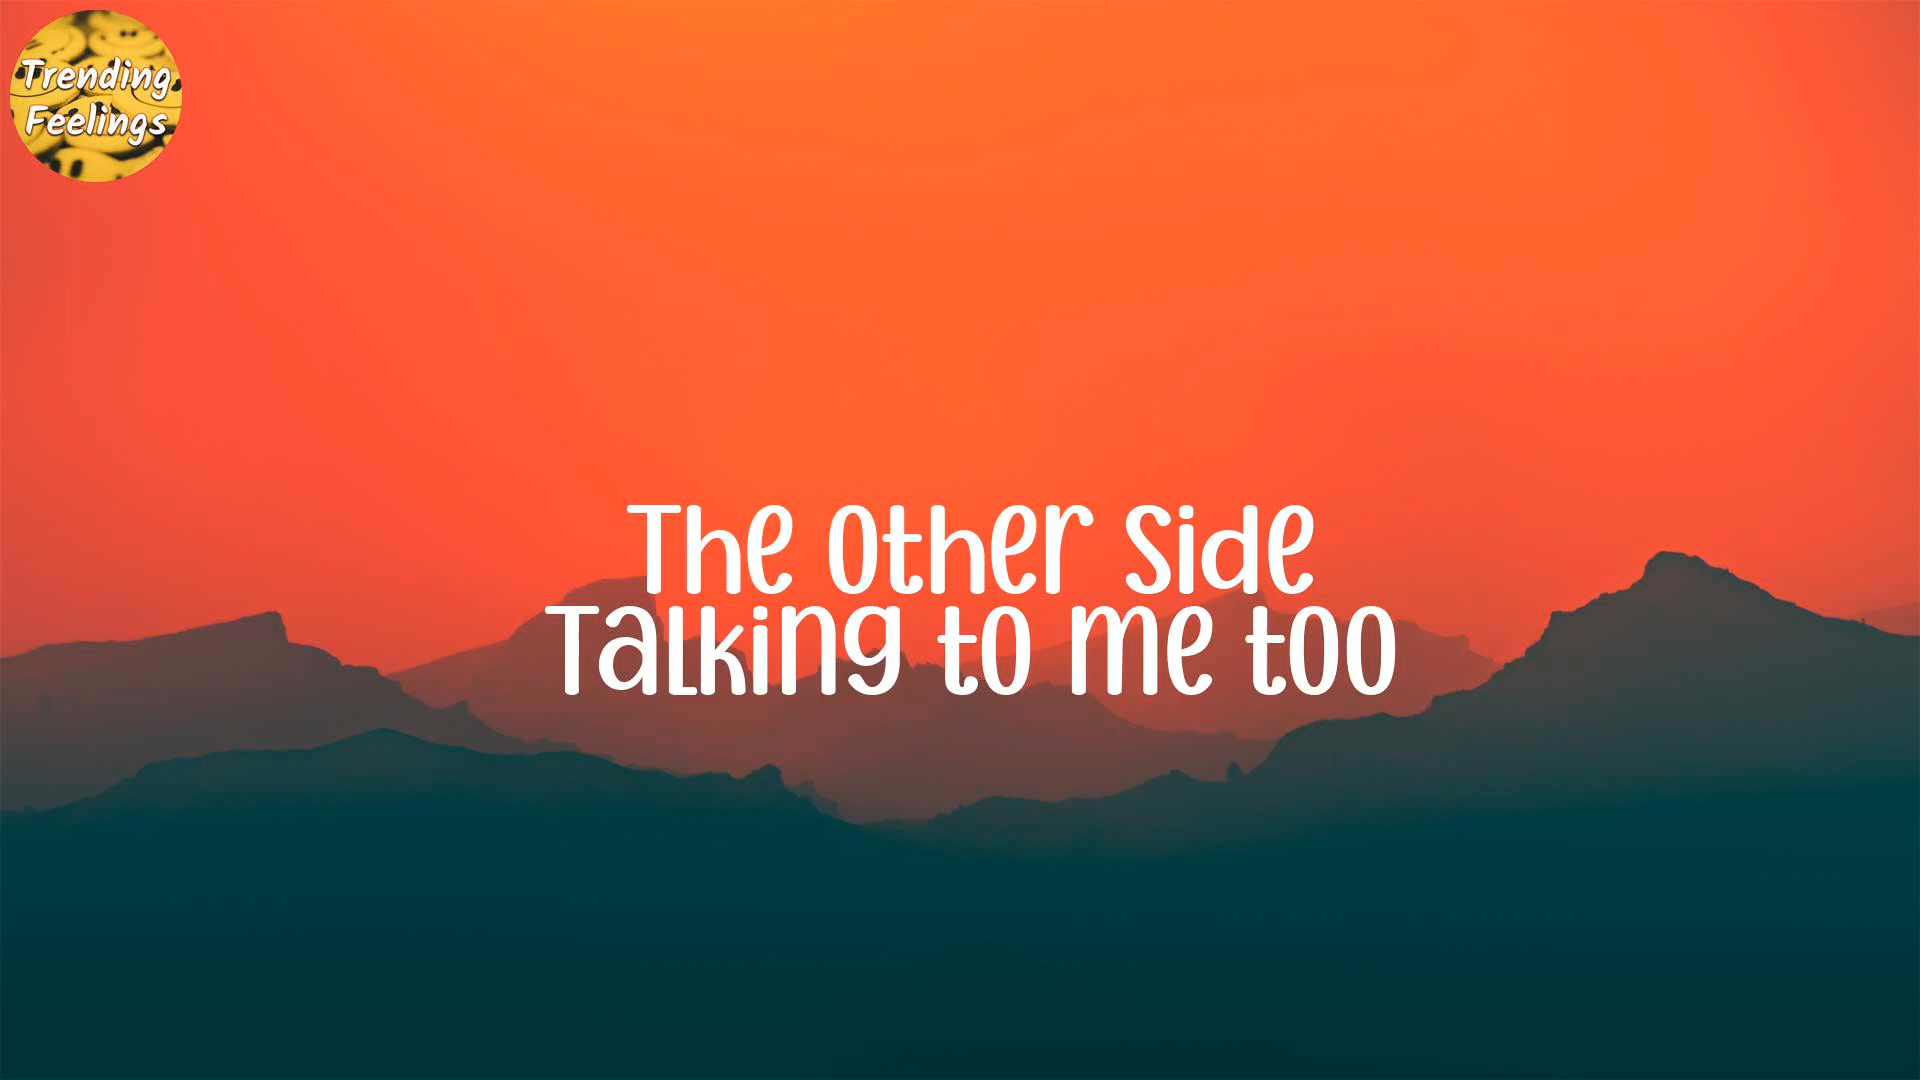 Trending
Feelings
The Other Side
Talking to me too